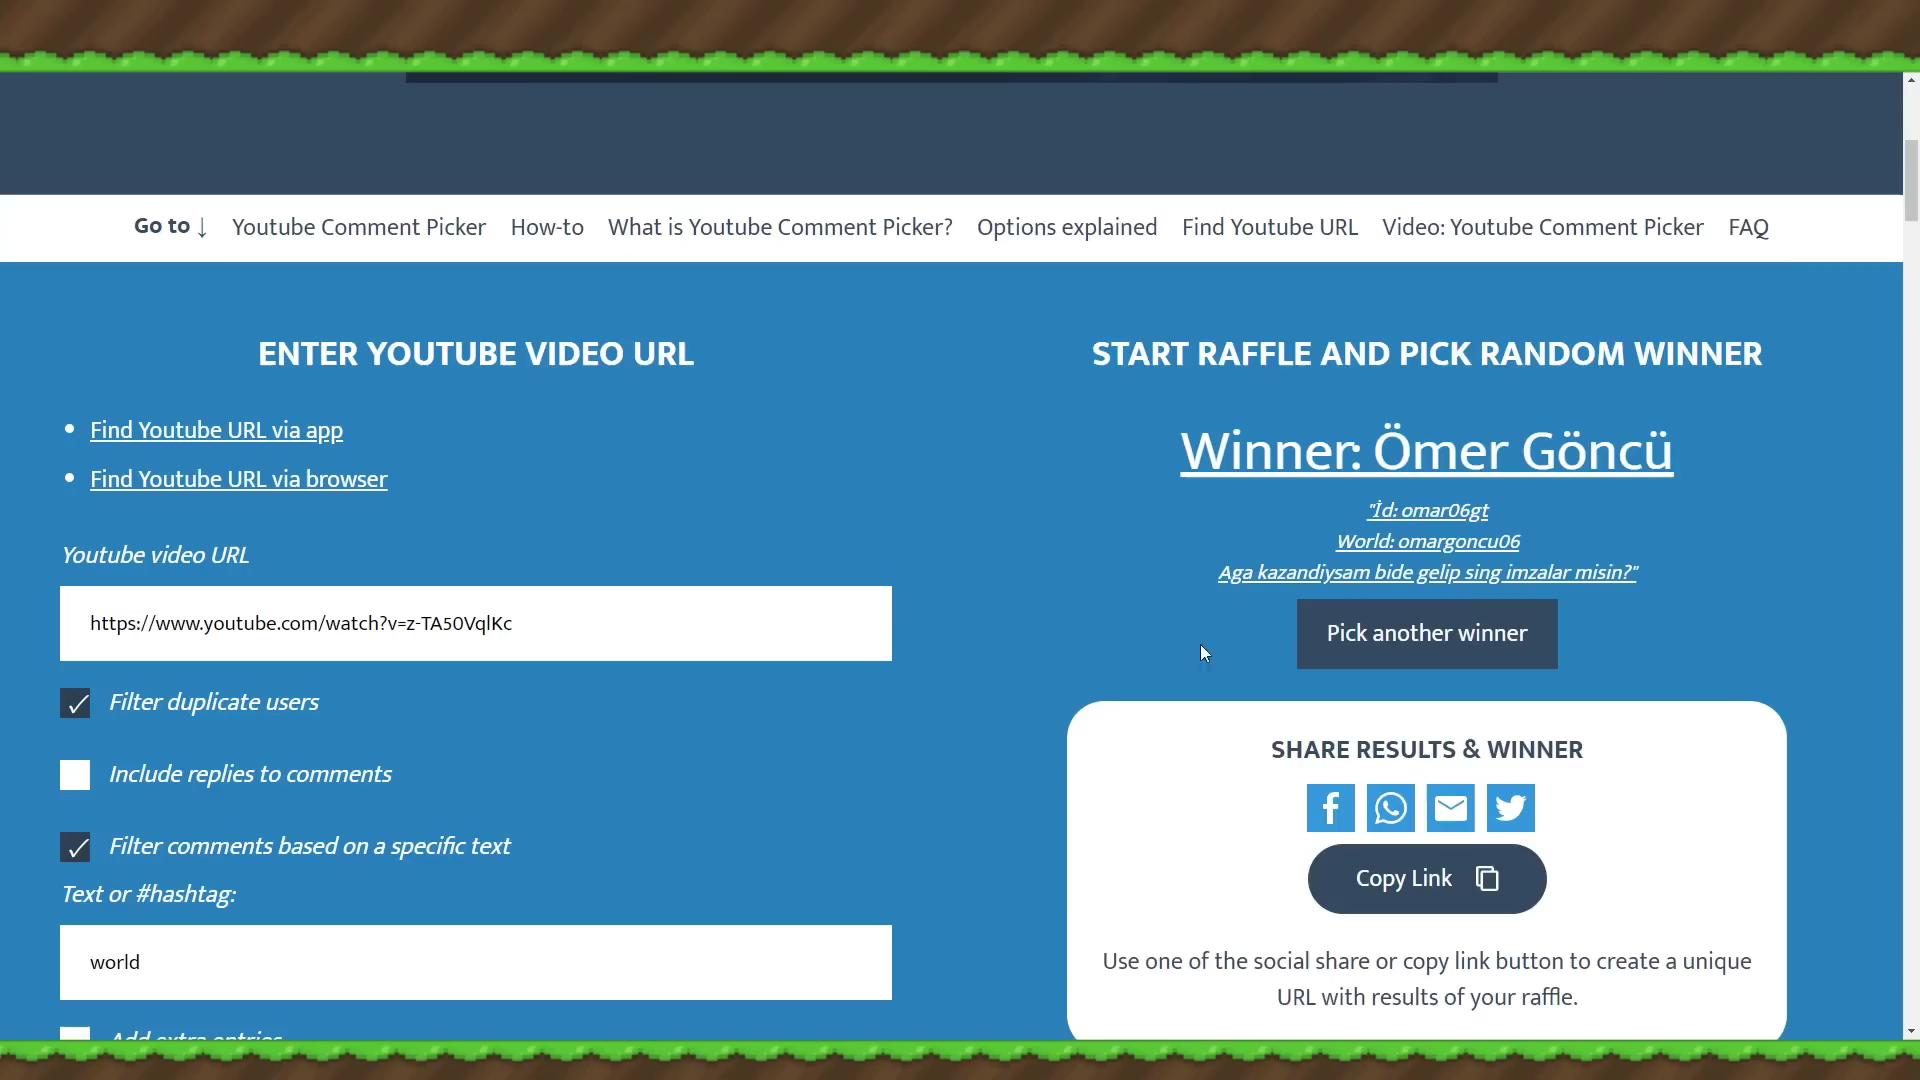 Go to ↓ Youtube Comment Picker How-to What is Youtube Comment Picker? Options explained Find Youtube URL Video: Youtube Comment Picker FAQ
ENTER YOUTUBE VIDEO URL
Find Youtube URL via app
Find Youtube URL via browser
Youtube video URL
https://www.youtube.com/watch?v=z-TA50VqlKc
Filter duplicate users
Include replies to comments
Filter comments based on a specific text
Text or #hashtag:
world
Add extra entries
START RAFFLE AND PICK RANDOM WINNER
Winner: Ömer Göncü
"İd: omar06gt
World: omargoncu06
Aga kazandiysam bide gelip sing imzalar misin?"
Pick another winner
SHARE RESULTS & WINNER
Copy Link
Use one of the social share or copy link button to create a unique
URL with results of your raffle.